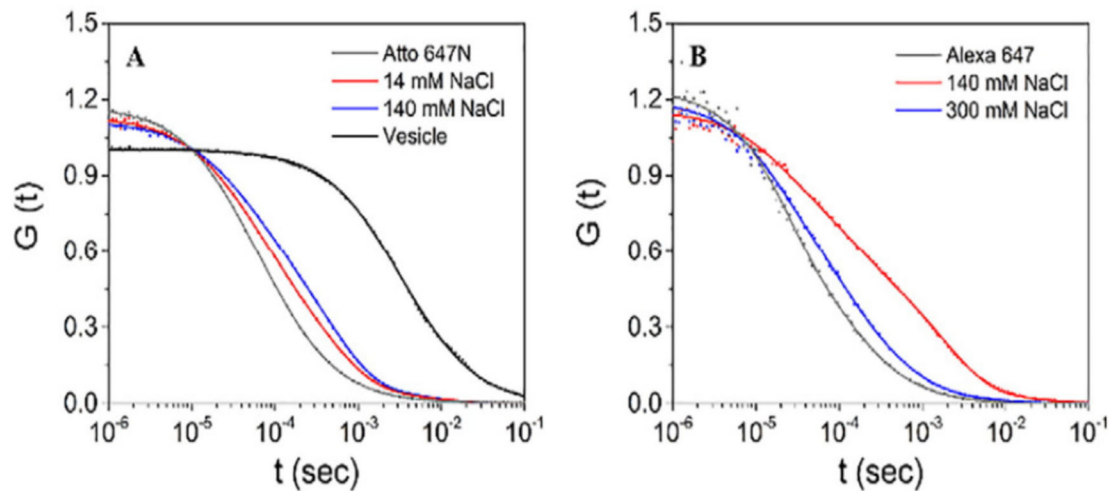 A
Atto 647N
14 mM NaCl
140 mM NaCl
Vesicle
G (t)
1.5
1.2
0.9
0.6
0.3
0.0
10⁻⁶ 10⁻⁵ 10⁻⁴ 10⁻³ 10⁻² 10⁻¹
t (sec)
B
Alexa 647
140 mM NaCl
300 mM NaCl
G (t)
1.5
1.2
0.9
0.6
0.3
0.0
10⁻⁶ 10⁻⁵ 10⁻⁴ 10⁻³ 10⁻² 10⁻¹
t (sec)